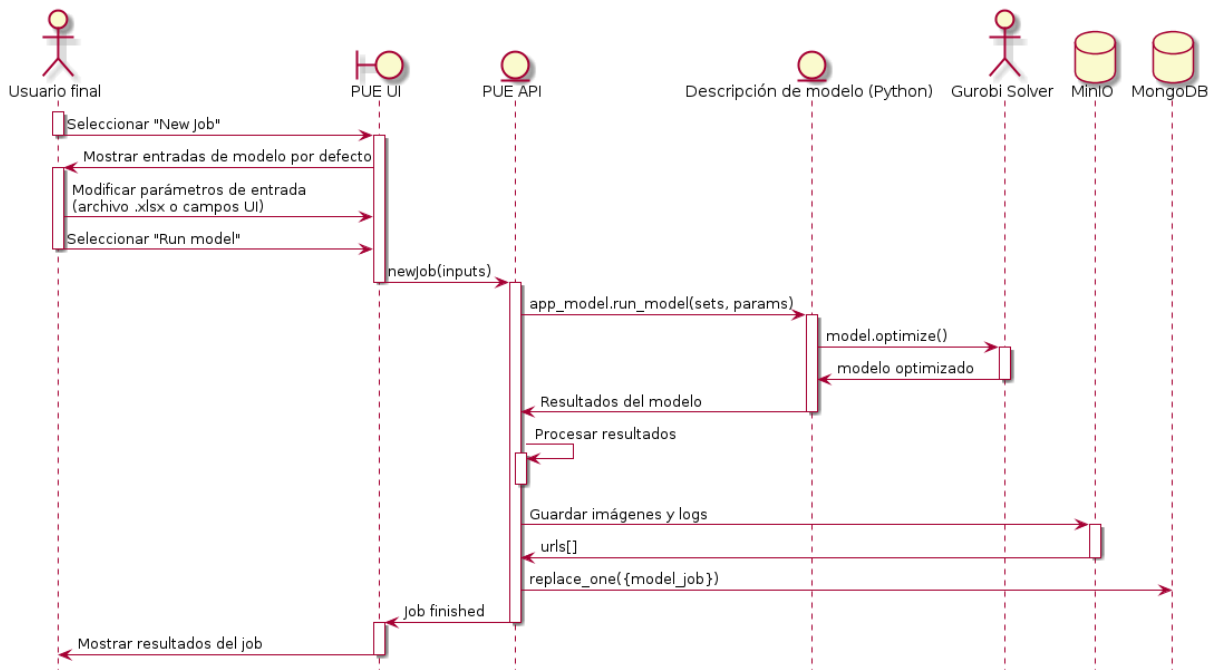 Usuario final
PUE UI
PUE API
Descripción de modelo (Python)
Gurobi Solver
MinIO
MongoDB
Seleccionar "New Job"
Mostrar entradas de modelo por defecto
Modificar parámetros de entrada
(archivo .xlsx o campos UI)
Seleccionar "Run model"
newJob(inputs)
app_model.run_model(sets, params)
model.optimize()
modelo optimizado
Resultados del modelo
Procesar resultados
Guardar imágenes y logs
urls[]
replace_one({model_job})
Job finished
Mostrar resultados del job